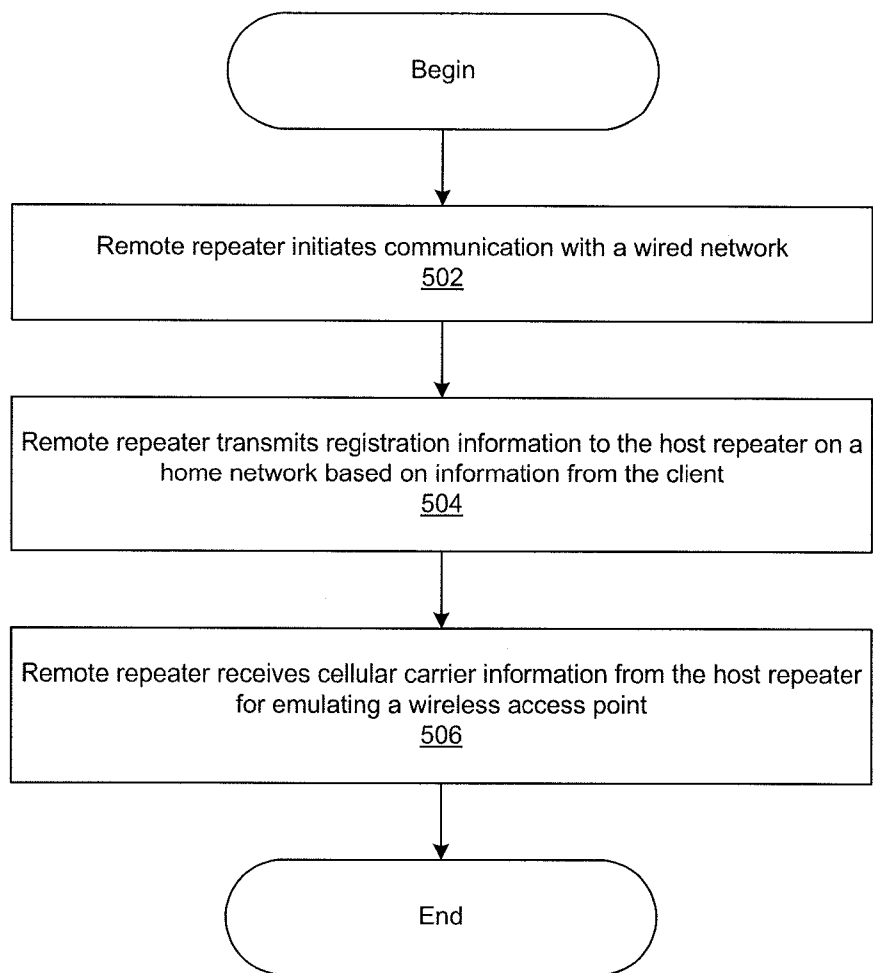 Begin
Remote repeater initiates communication with a wired network
502
Remote repeater transmits registration information to the host repeater on a
home network based on information from the client
504
Remote repeater receives cellular carrier information from the host repeater
for emulating a wireless access point
506
End